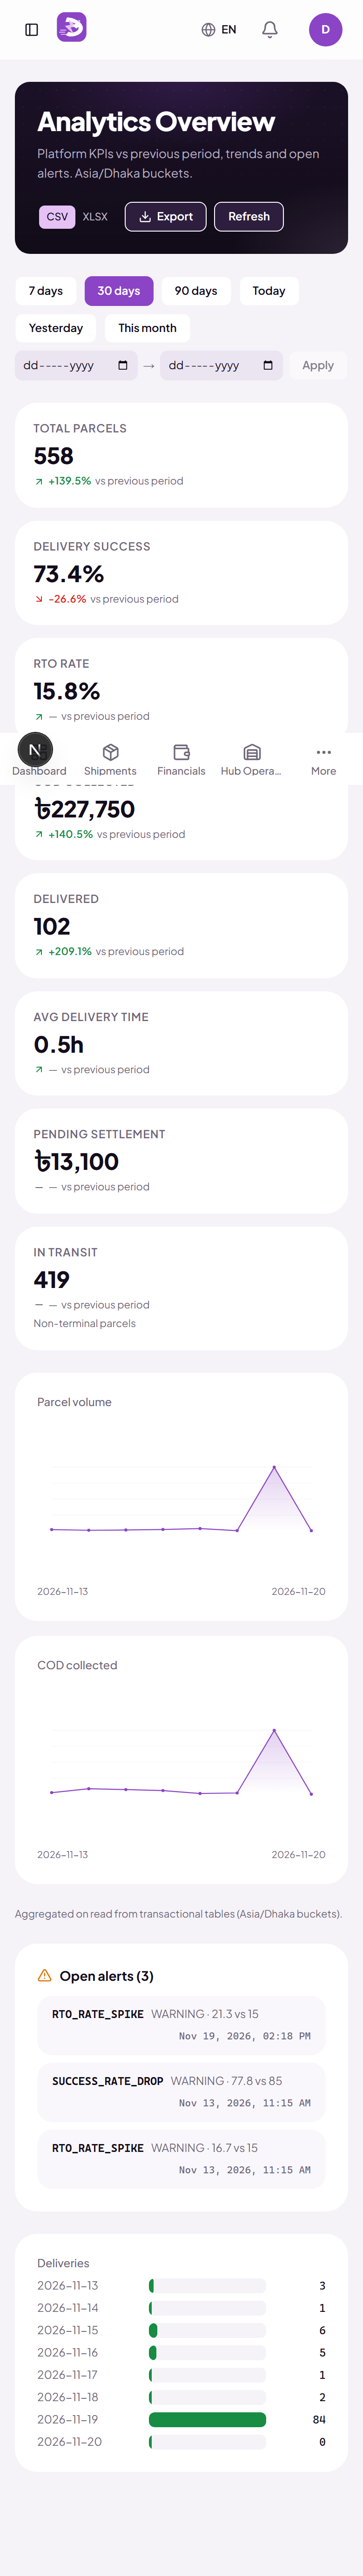 EN
D
Analytics Overview
Platform KPIs vs previous period, trends and open
alerts. Asia/Dhaka buckets.
CSV XLSX Export Refresh
7 days 30 days 90 days Today
Yesterday This month
dd-----yyyy → dd-----yyyy Apply
TOTAL PARCELS
558
+139.5% vs previous period
DELIVERY SUCCESS
73.4%
-26.6% vs previous period
RTO RATE
15.8%
— vs previous period
N
Dashboard Shipments Financials Hub Opera... More
৳227,750
+140.5% vs previous period
DELIVERED
102
+209.1% vs previous period
AVG DELIVERY TIME
0.5h
— vs previous period
PENDING SETTLEMENT
৳13,100
— — vs previous period
IN TRANSIT
419
— — vs previous period
Non-terminal parcels
Parcel volume
2026-11-13 2026-11-20
COD collected
2026-11-13 2026-11-20
Aggregated on read from transactional tables (Asia/Dhaka buckets).
Open alerts (3)
RTO_RATE_SPIKE WARNING · 21.3 vs 15
Nov 19, 2026, 02:18 PM
SUCCESS_RATE_DROP WARNING · 77.8 vs 85
Nov 13, 2026, 11:15 AM
RTO_RATE_SPIKE WARNING · 16.7 vs 15
Nov 13, 2026, 11:15 AM
Deliveries
2026-11-13 3
2026-11-14 1
2026-11-15 6
2026-11-16 5
2026-11-17 1
2026-11-18 2
2026-11-19 84
2026-11-20 0